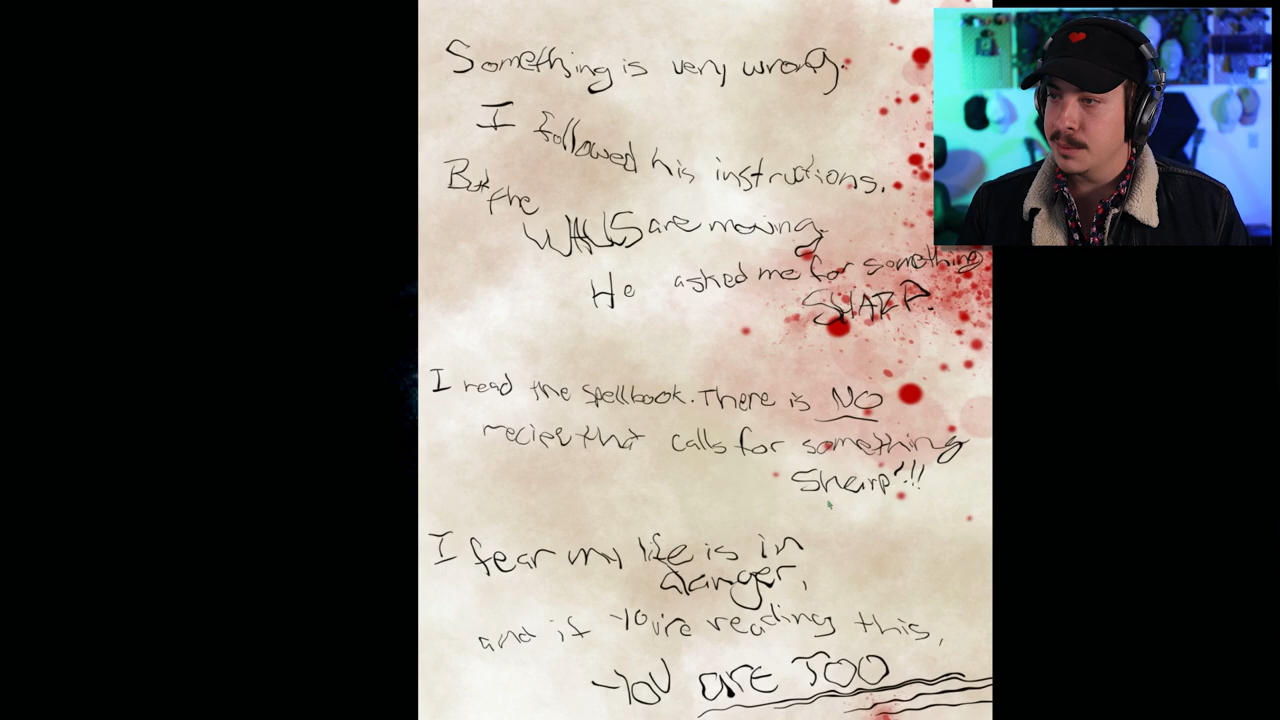 Something is very wrong.
I followed his instructions.
But the
WALLS are moving.
He asked me for something
SHARP.
I read the spellbook. There is NO
recipe that calls for something
Sharp!!!
I fear my life is in
danger,
and if you're reading this,
YOU ARE TOO